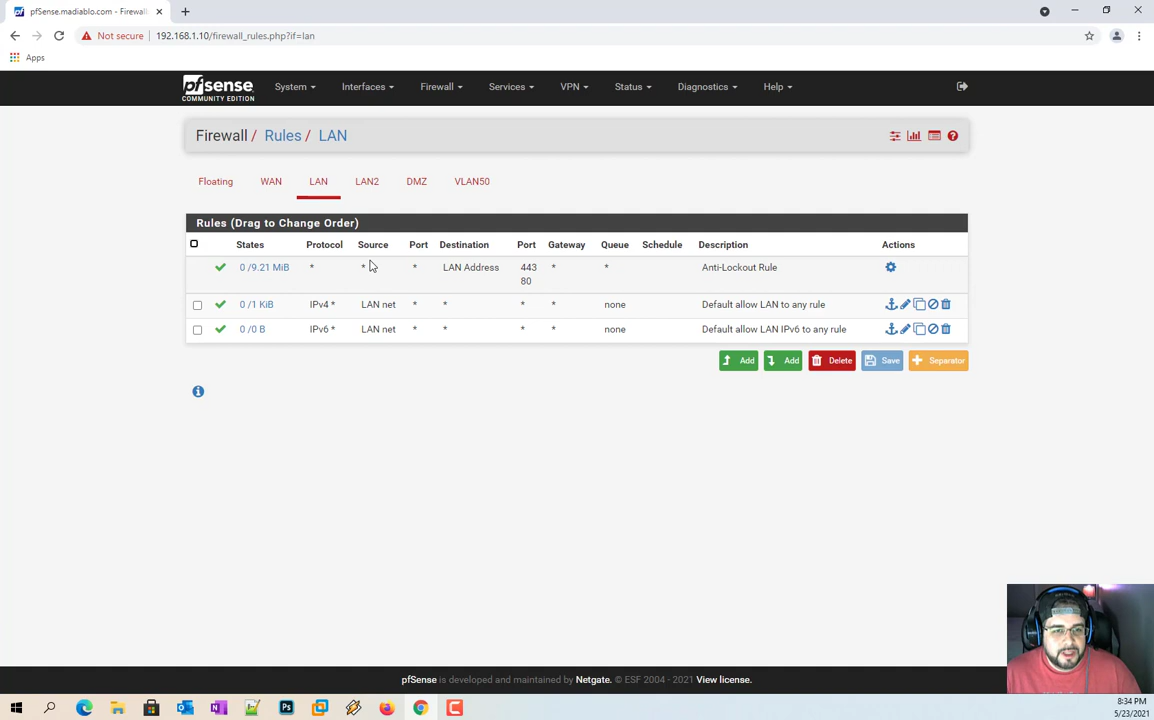 pfSense.madiablo.com - Firewall
Not secure 192.168.1.10/firewall_rules.php?if=lan
Apps
pfsense
COMMUNITY EDITION
System Interfaces Firewall Services VPN Status Diagnostics Help
Firewall / Rules / LAN
Floating WAN LAN LAN2 DMZ VLAN50
Rules (Drag to Change Order)
States Protocol Source Port Destination Port Gateway Queue Schedule Description Actions
0 /9.21 MiB * * * LAN Address 443 * * Anti-Lockout Rule
80
0 /1 KiB IPv4 * LAN net * * * * none Default allow LAN to any rule
0 /0 B IPv6 * LAN net * * * * none Default allow LAN IPv6 to any rule
Add Add Delete Save Separator
pfSense is developed and maintained by Netgate. © ESF 2004 - 2021 View license.
8:34 PM
5/23/2021